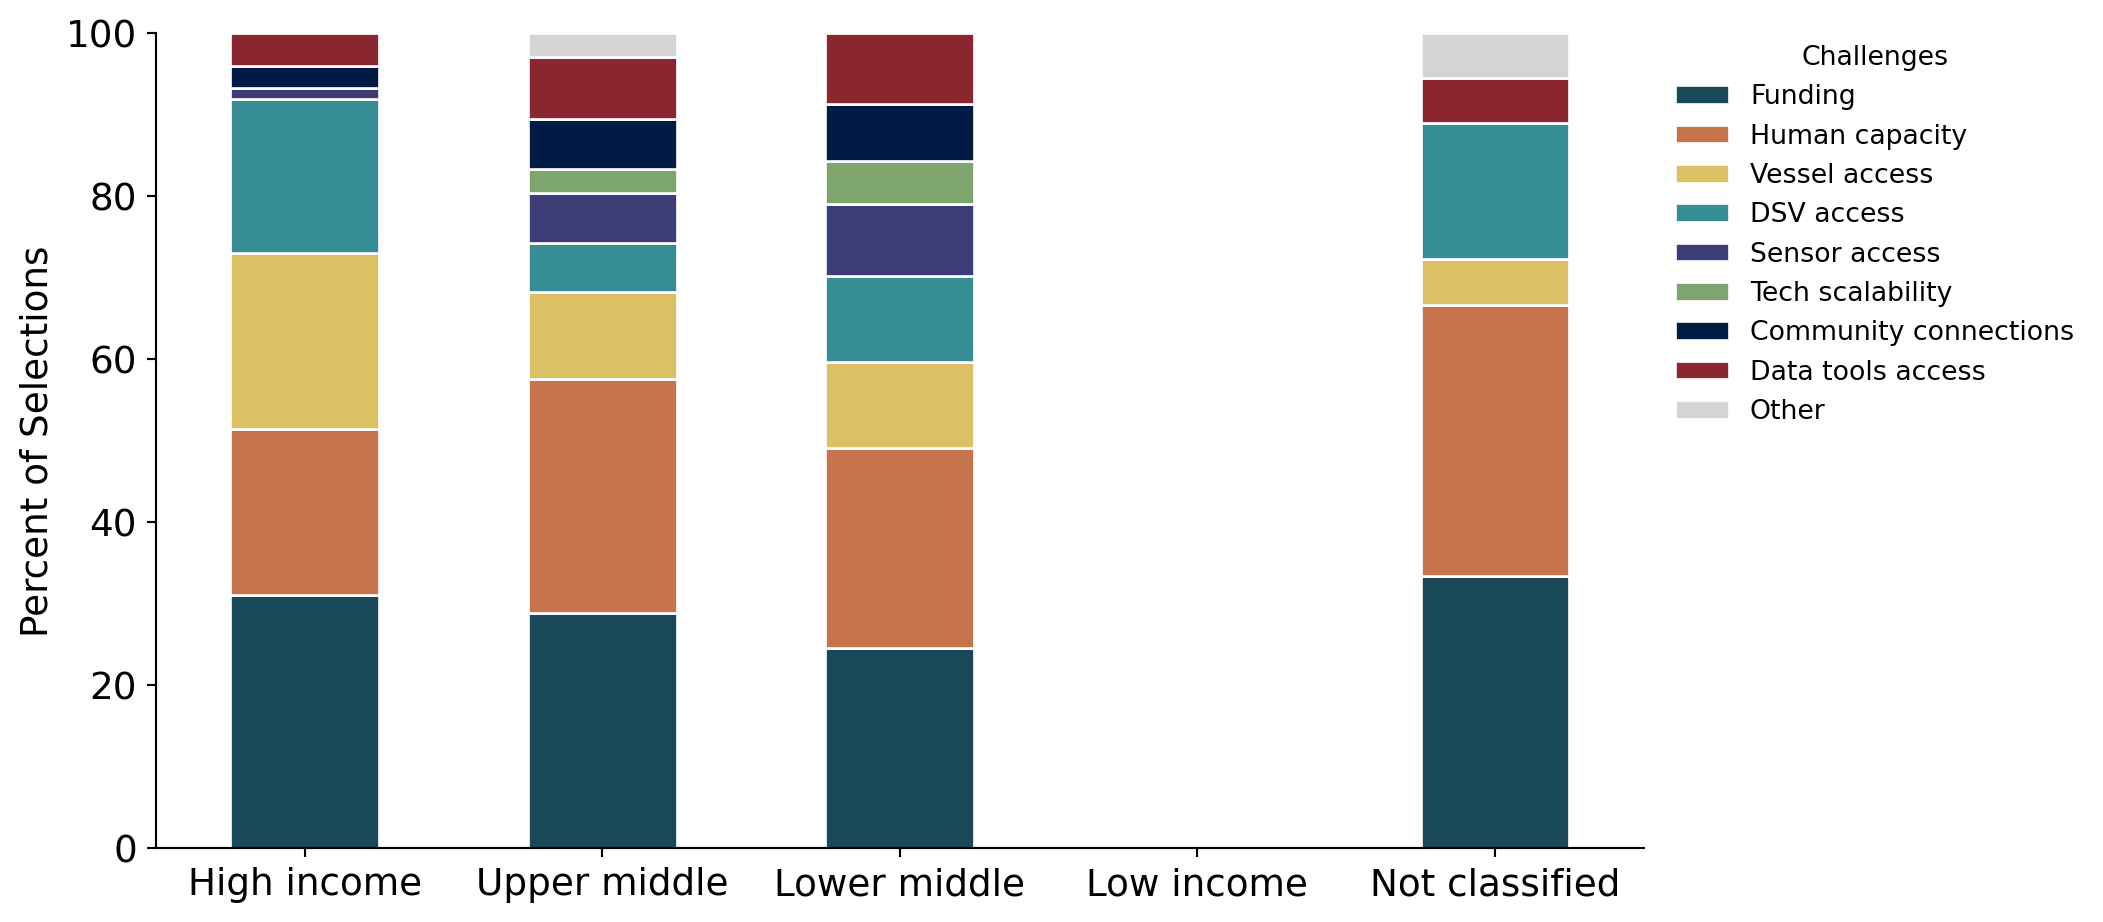 100
80
60
40
20
0
Percent of Selections
High income
Upper middle
Lower middle
Low income
Not classified
Challenges
Funding
Human capacity
Vessel access
DSV access
Sensor access
Tech scalability
Community connections
Data tools access
Other